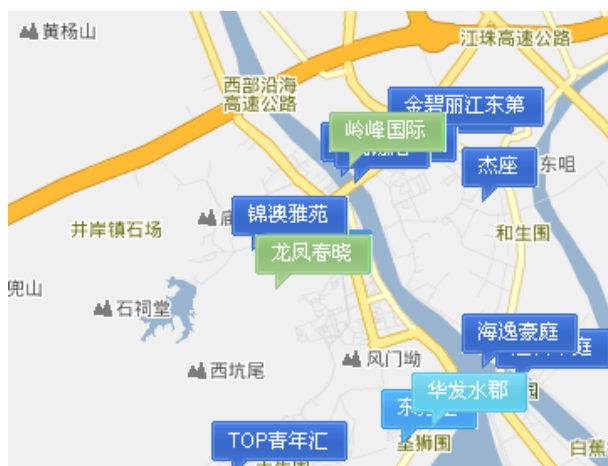 黄杨山
江珠高速公路
西部沿海
高速公路
金碧丽江东第
岭峰国际
杰座
东咀
锦澳雅苑
井岸镇石场
和生围
龙凤春晓
兜山
石祠堂
海逸豪庭
庭
风门坳
西坑尾
华发水郡
园
TOP青年汇
白蕉